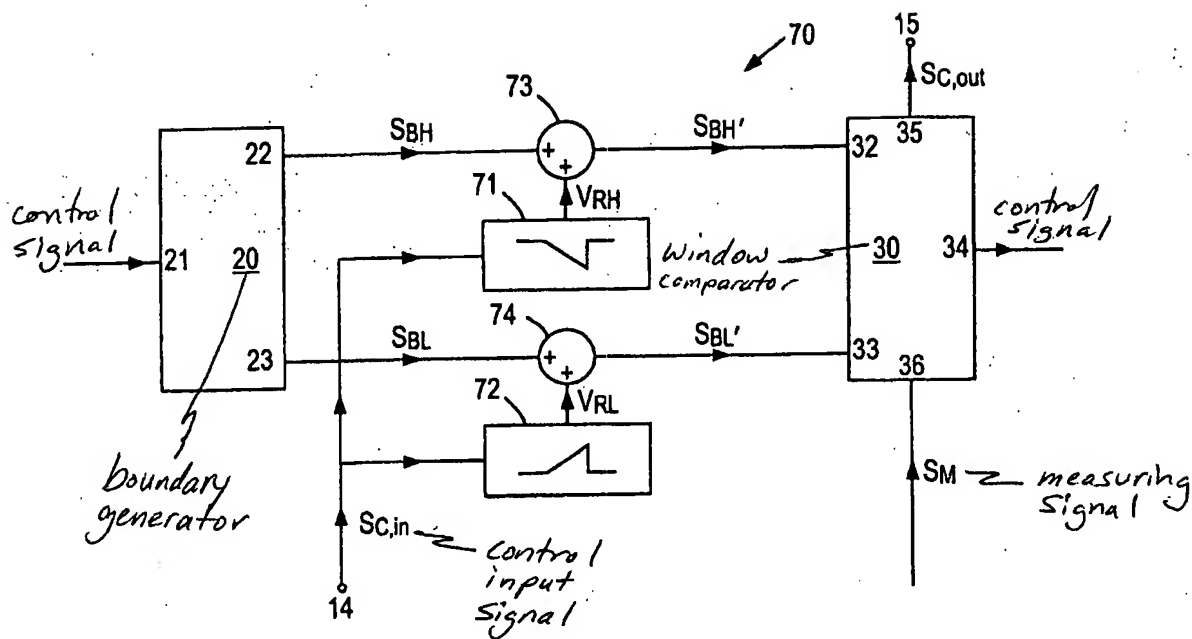 15
70
SC,out
73
SBH
SBH'
22
32
35
control
signal
71
VRH
control
signal
21
20
window
comparator
30
34
74
SBL
SBL'
23
33
36
72
VRL
boundary
generator
SM
measuring
signal
SC,in
control
input
signal
14